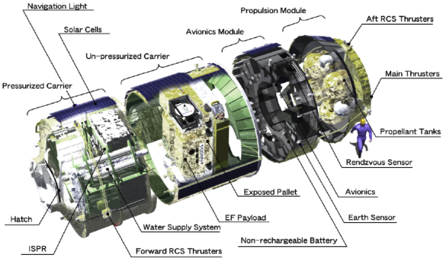 Navigation Light
Propulsion Module
Aft RCS Thrusters
Solar Cells
Avionics Module
Un-pressurized Carrier
Main Thrusters
Pressurized Carrier
Propellant Tanks
Rendzvous Sensor
Exposed Pallet
Avionics
Hatch
Water Supply System
EF Payload
Earth Sensor
ISPR
Forward RCS Thrusters
Non-rechargeable Battery